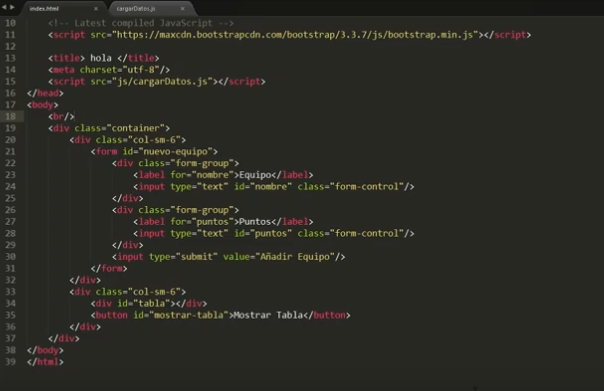 index.html cargarDatos.js
10 <!-- Latest compiled JavaScript -->
11 <script src="https://maxcdn.bootstrapcdn.com/bootstrap/3.3.7/js/bootstrap.min.js"></script>
12
13 <title> hola </title>
14 <meta charset="utf-8"/>
15 <script src="js/cargarDatos.js"></script>
16 </head>
17 <body>
18 <br/>
19 <div class="container">
20 <div class="col-sm-6">
21 <form id="nuevo-equipo">
22 <div class="form-group">
23 <label for="nombre">Equipo</label>
24 <input type="text" id="nombre" class="form-control"/>
25 </div>
26 <div class="form-group">
27 <label for="puntos">Puntos</label>
28 <input type="text" id="puntos" class="form-control"/>
29 </div>
30 <input type="submit" value="Añadir Equipo"/>
31 </form>
32 </div>
33 <div class="col-sm-6">
34 <div id="tabla"></div>
35 <button id="mostrar-tabla">Mostrar Tabla</button>
36 </div>
37 </div>
38 </body>
39 </html>